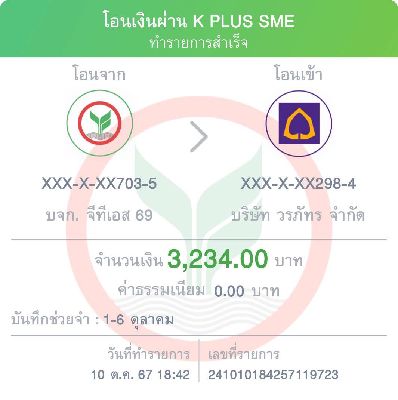 โอนเงินผ่าน K PLUS SME
ทำรายการสำเร็จ
โอนจาก
โอนเข้า
XXX-X-XX703-5
XXX-X-XX298-4
บจก. จีทีเอส 69
บริษัท วรภัทร จำกัด
จำนวนเงิน 3,234.00 บาท
ค่าธรรมเนียม 0.00 บาท
บันทึกช่วยจำ : 1-6 ตุลาคม
วันที่ทำรายการ
เลขที่รายการ
10 ต.ค. 67 18:42
241010184257119723